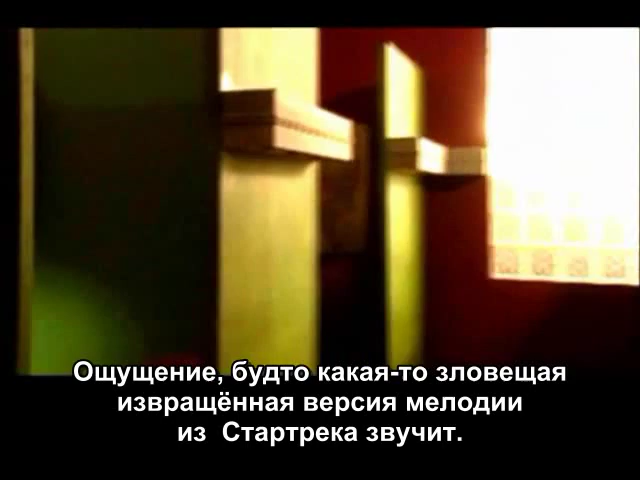 Ощущение, будто какая-то зловещая
извращённая версия мелодии
из  Стартрека звучит.